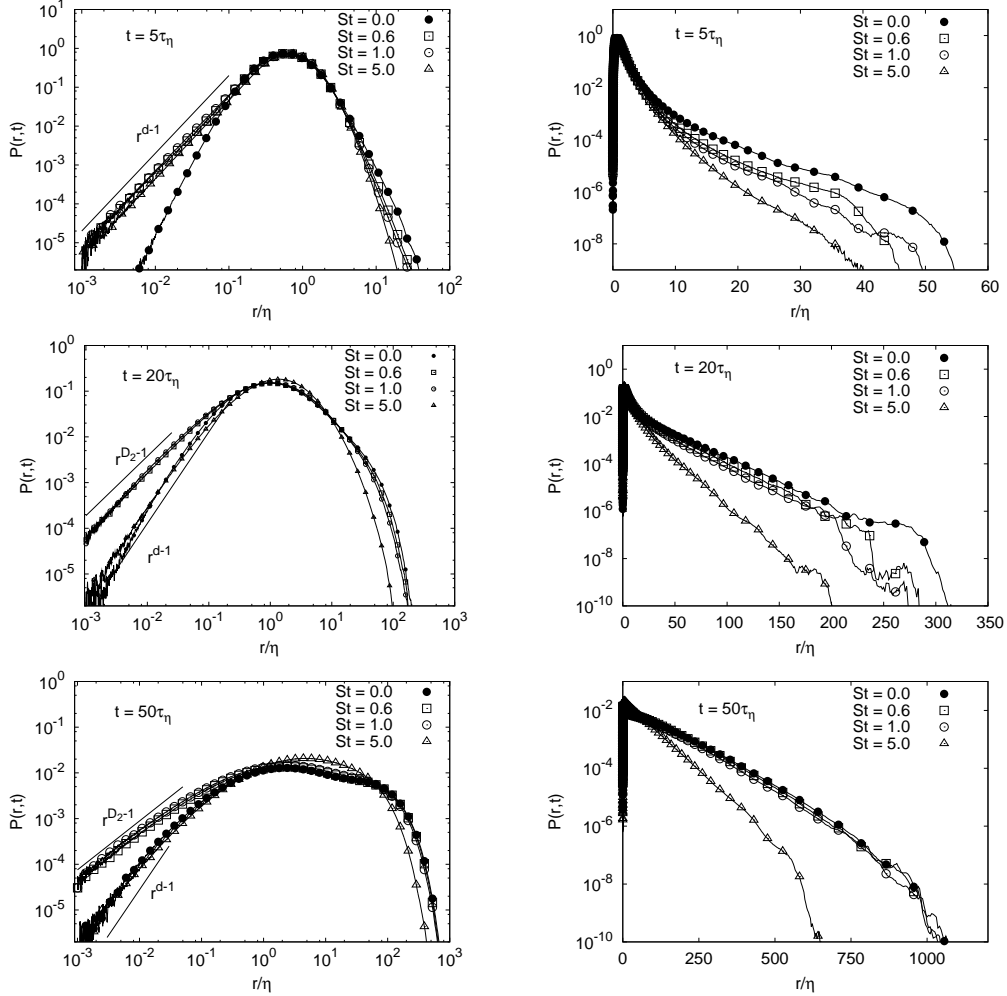 10^1
10^0
10^-1
10^-2
10^-3
10^-4
10^-5
P(r,t)
t = 5τη
St = 0.0
St = 0.6
St = 1.0
St = 5.0
r^d-1
10^-3 10^-2 10^-1 10^0 10^1 10^2
r/η
10^0
10^-2
10^-4
10^-6
10^-8
P(r,t)
t = 5τη
St = 0.0
St = 0.6
St = 1.0
St = 5.0
0 10 20 30 40 50 60
r/η
10^0
10^-1
10^-2
10^-3
10^-4
10^-5
P(r,t)
t = 20τη
St = 0.0
St = 0.6
St = 1.0
St = 5.0
r^D2-1
r^d-1
10^-3 10^-2 10^-1 10^0 10^1 10^2 10^3
r/η
10^0
10^-2
10^-4
10^-6
10^-8
10^-10
P(r,t)
t = 20τη
St = 0.0
St = 0.6
St = 1.0
St = 5.0
0 50 100 150 200 250 300 350
r/η
10^0
10^-1
10^-2
10^-3
10^-4
10^-5
P(r,t)
t = 50τη
St = 0.0
St = 0.6
St = 1.0
St = 5.0
r^D2-1
r^d-1
10^-3 10^-2 10^-1 10^0 10^1 10^2 10^3
r/η
10^-2
10^-4
10^-6
10^-8
10^-10
P(r,t)
t = 50τη
St = 0.0
St = 0.6
St = 1.0
St = 5.0
0 250 500 750 1000
r/η